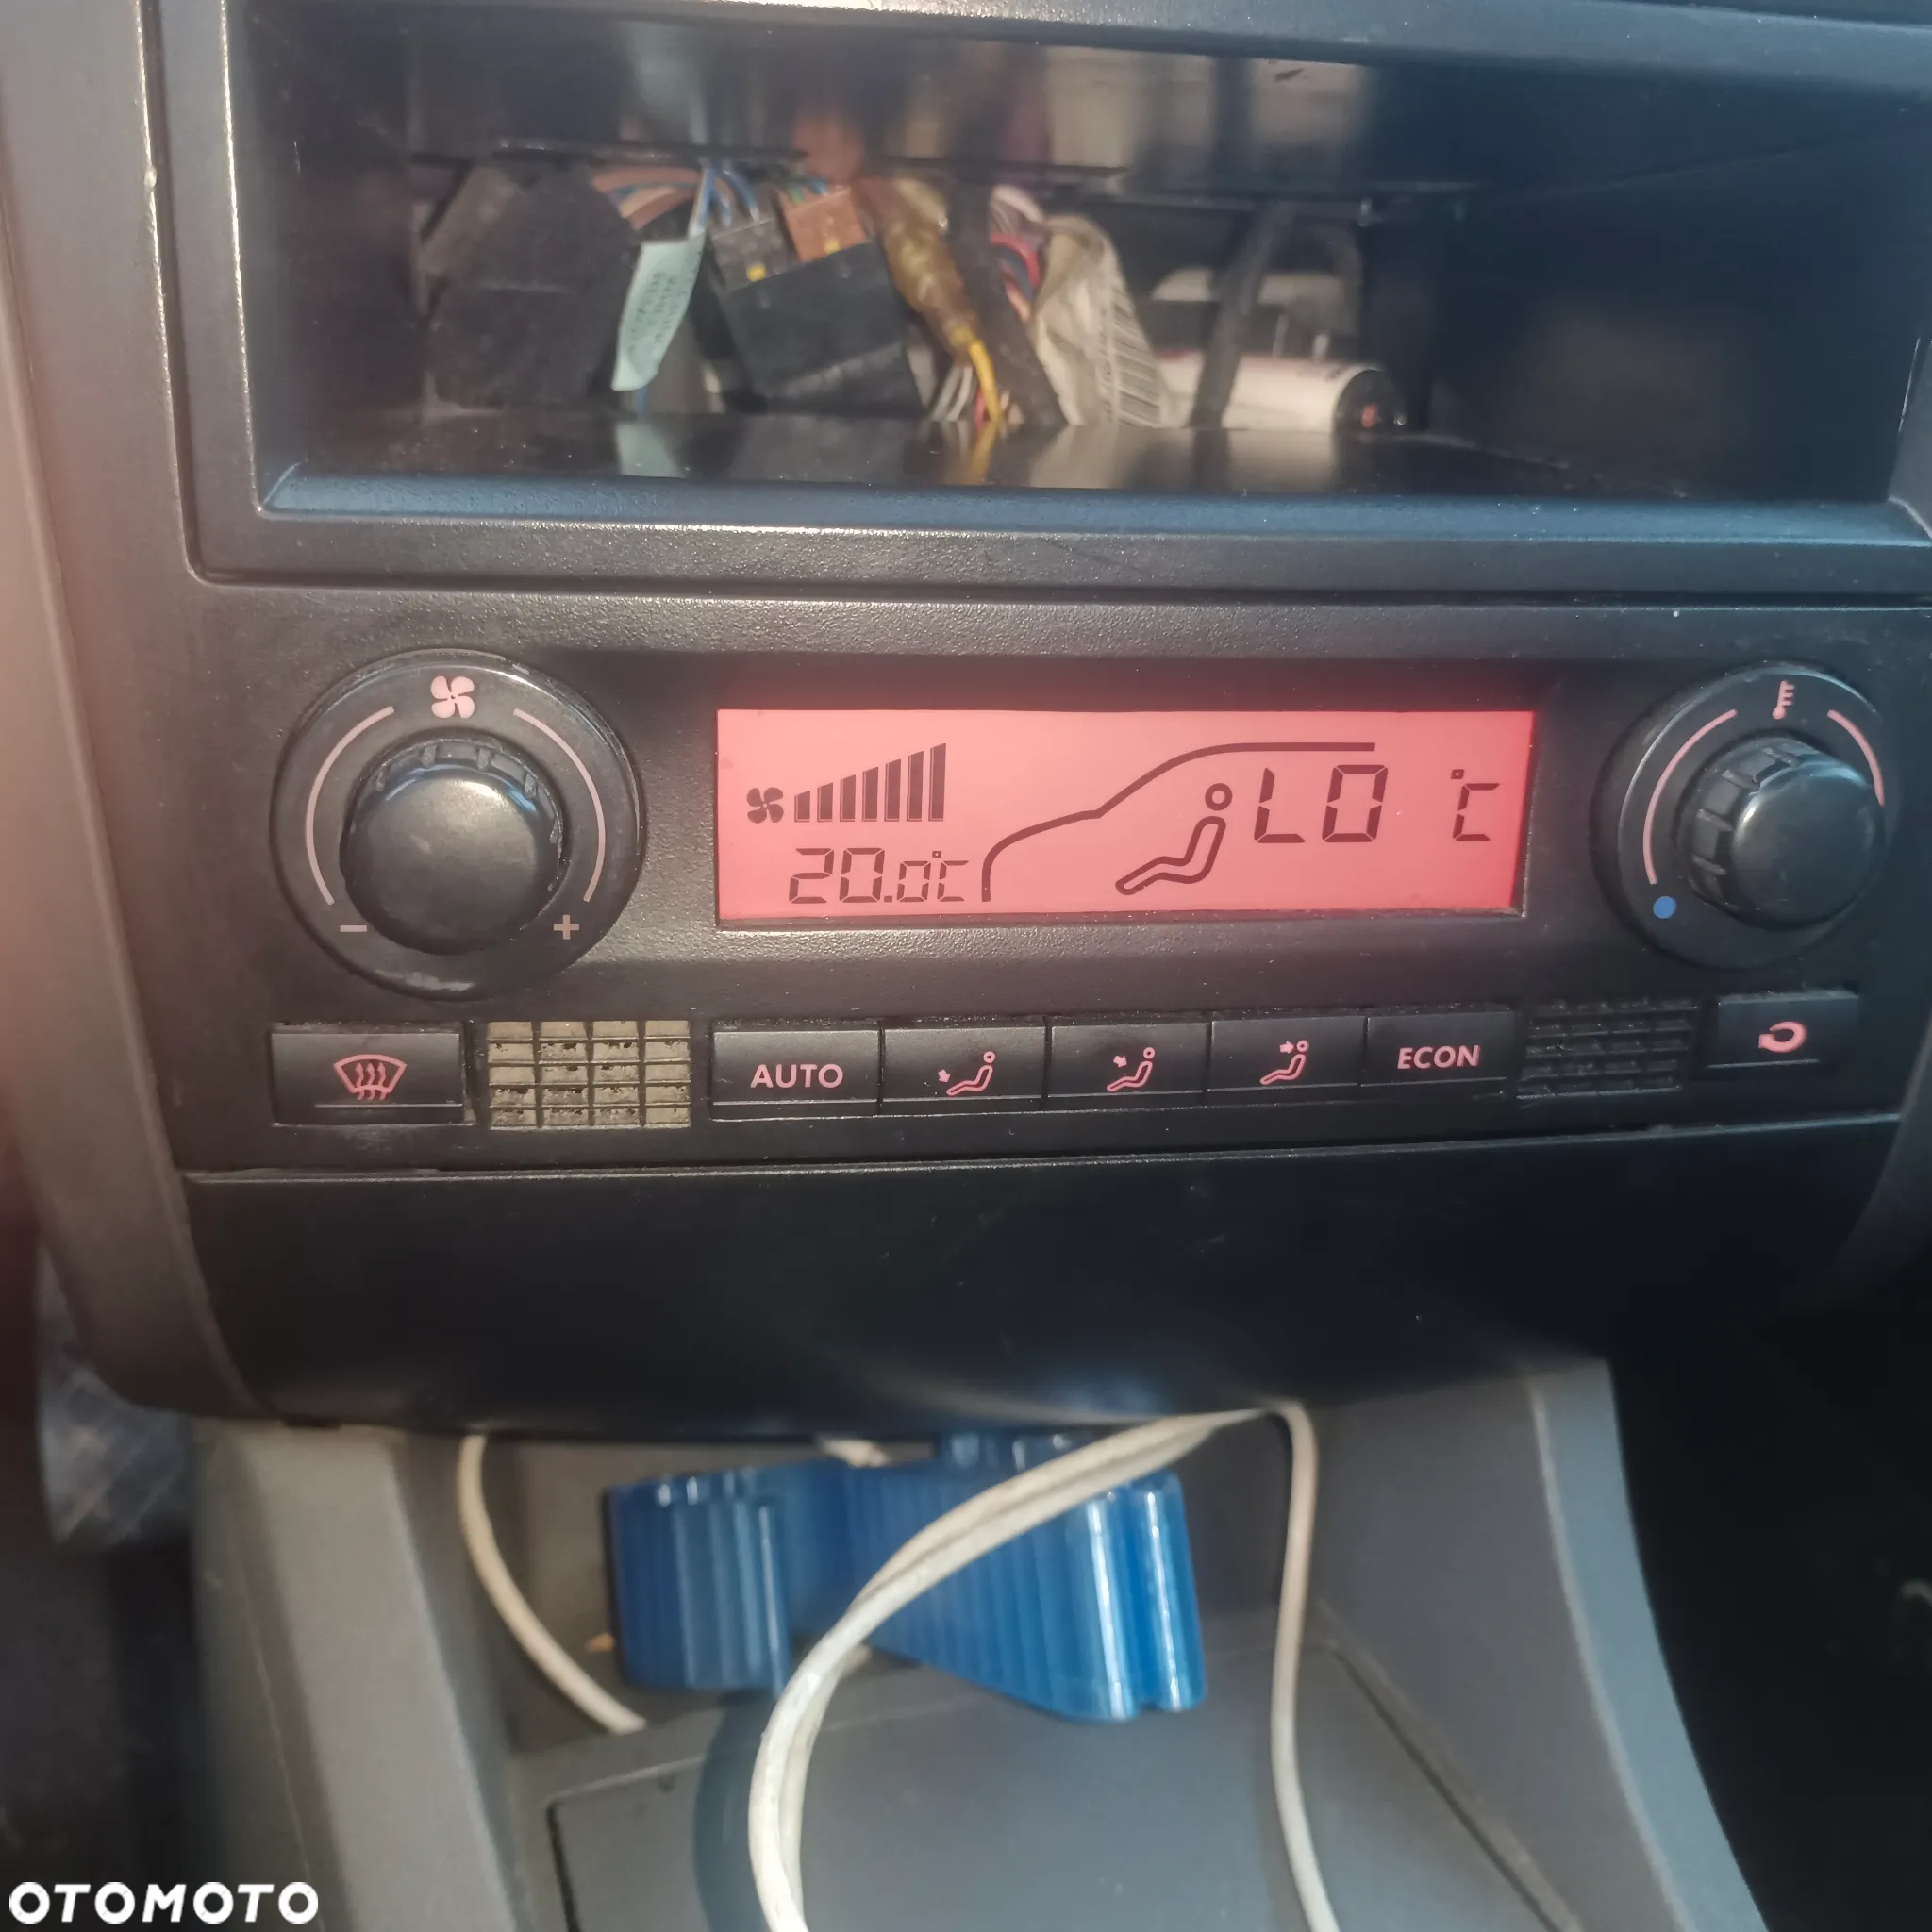 LO °C
20.0°C
- +
AUTO
ECON
OTOMOTO